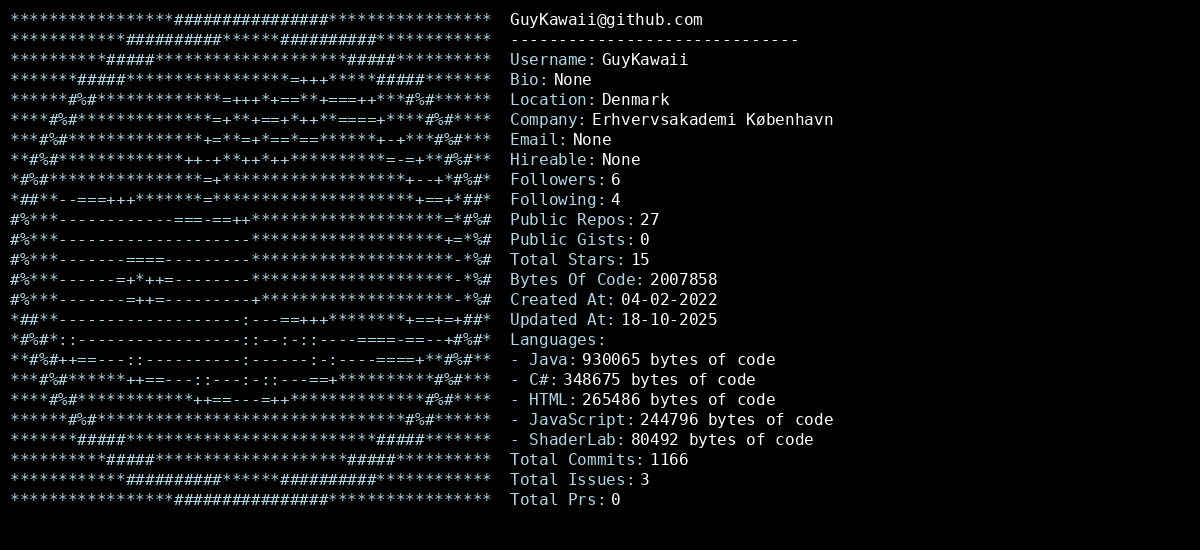 GuyKawaii@github.com
------------------------------
Username: GuyKawaii
Bio: None
Location: Denmark
Company: Erhvervsakademi København
Email: None
Hireable: None
Followers: 6
Following: 4
Public Repos: 27
Public Gists: 0
Total Stars: 15
Bytes Of Code: 2007858
Created At: 04-02-2022
Updated At: 18-10-2025
Languages:
- Java: 930065 bytes of code
- C#: 348675 bytes of code
- HTML: 265486 bytes of code
- JavaScript: 244796 bytes of code
- ShaderLab: 80492 bytes of code
Total Commits: 1166
Total Issues: 3
Total Prs: 0